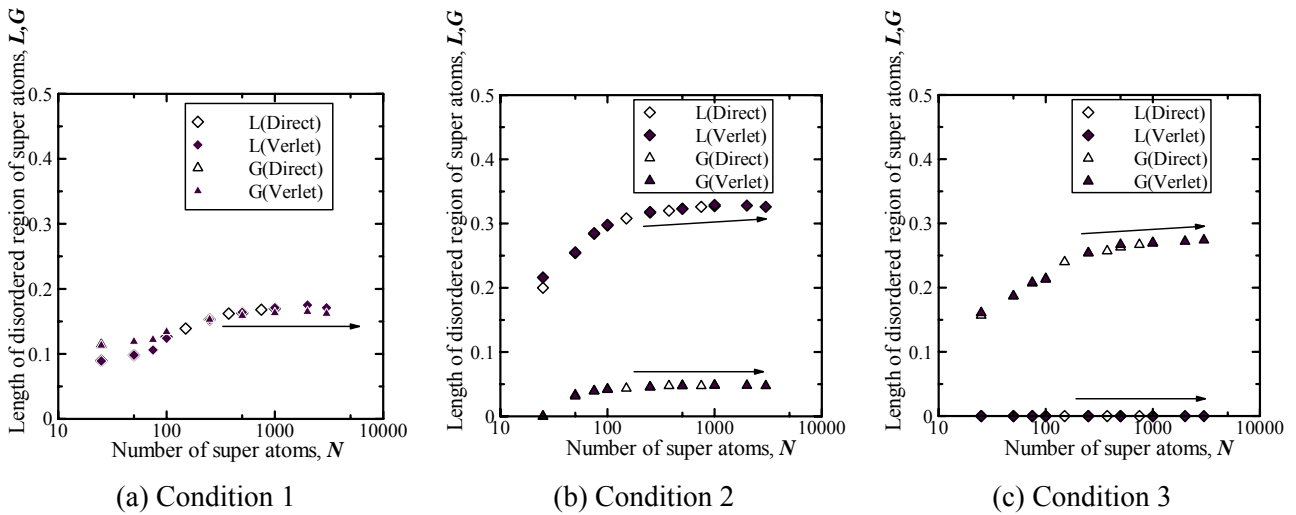 Length of disordered region of super atoms, L,G
0.5
0.4
0.3
0.2
0.1
0
10
100
1000
10000
L(Direct)
L(Verlet)
G(Direct)
G(Verlet)
Number of super atoms, N
(a) Condition 1
Length of disordered region of super atoms, L,G
0.5
0.4
0.3
0.2
0.1
0
10
100
1000
10000
L(Direct)
L(Verlet)
G(Direct)
G(Verlet)
Number of super atoms, N
(b) Condition 2
Length of disordered region of super atoms, L,G
0.5
0.4
0.3
0.2
0.1
0
10
100
1000
10000
L(Direct)
L(Verlet)
G(Direct)
G(Verlet)
Number of super atoms, N
(c) Condition 3